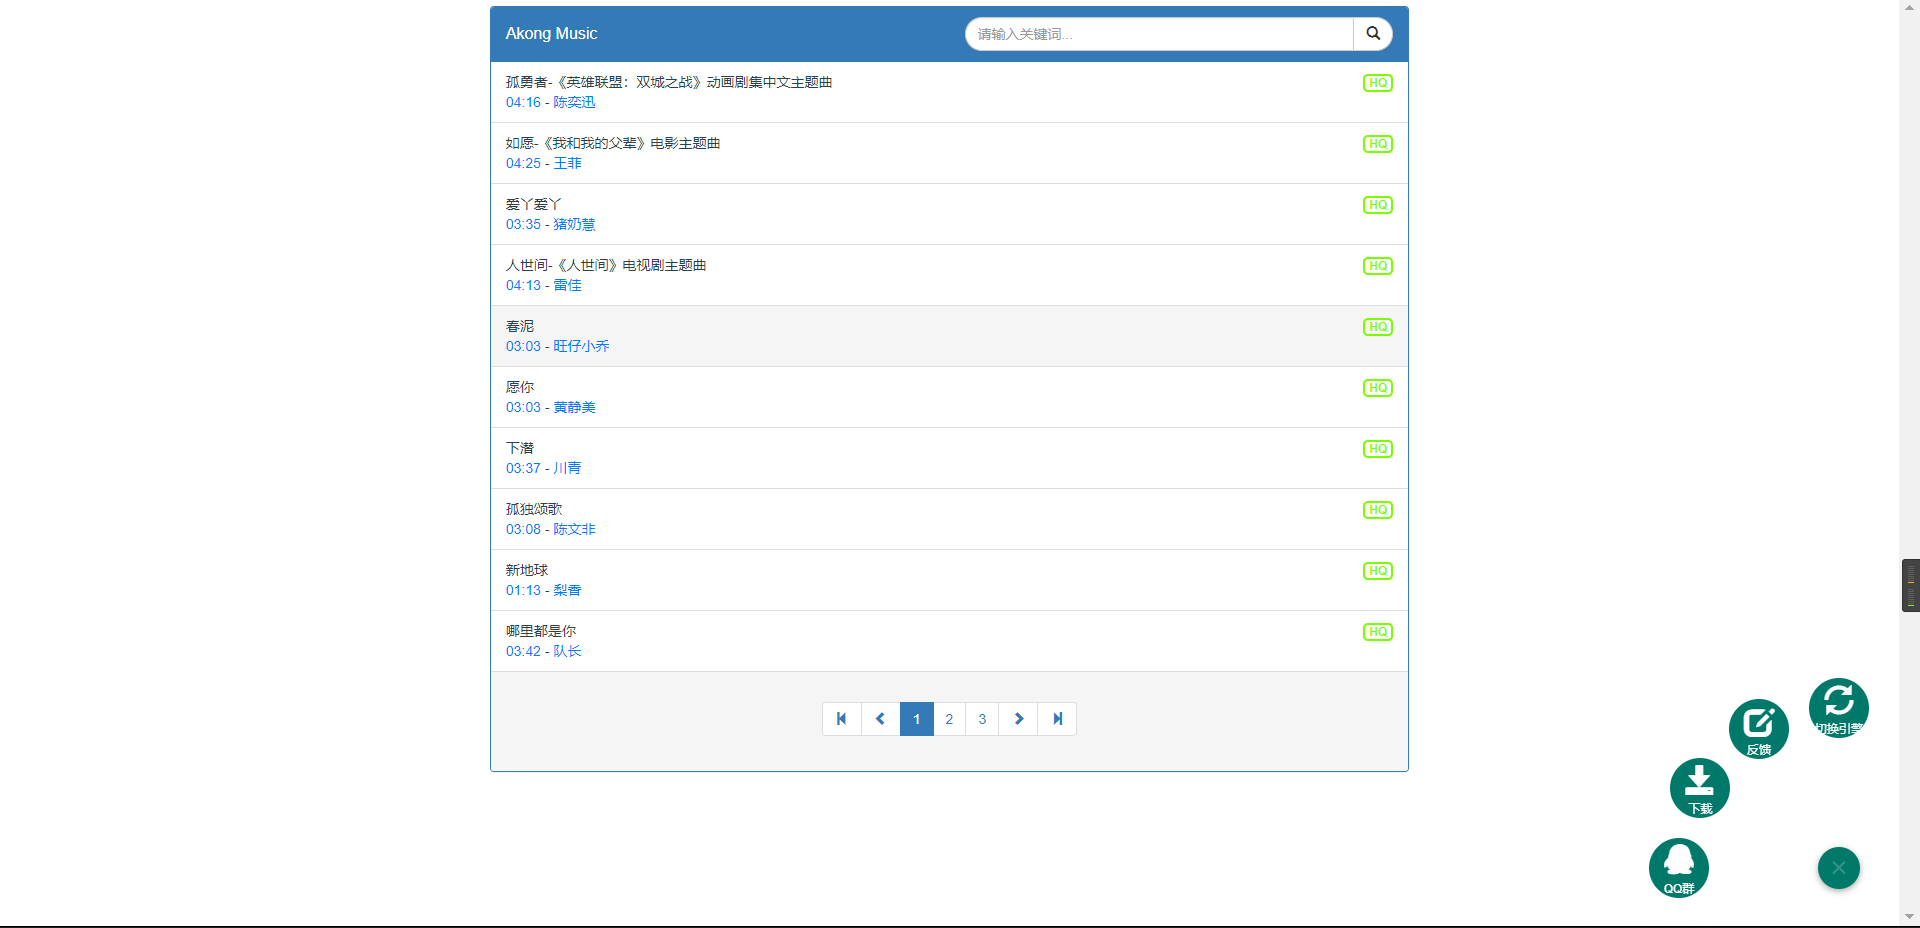 Akong Music
请输入关键词...
孤勇者-《英雄联盟：双城之战》动画剧集中文主题曲
HQ
04:16 - 陈奕迅
如愿-《我和我的父辈》电影主题曲
HQ
04:25 - 王菲
爱丫爱丫
HQ
03:35 - 猪奶慧
人世间-《人世间》电视剧主题曲
HQ
04:13 - 雷佳
春泥
HQ
03:03 - 旺仔小乔
愿你
HQ
03:03 - 黄静美
下潜
HQ
03:37 - 川青
孤独颂歌
HQ
03:08 - 陈文非
新地球
HQ
01:13 - 梨香
哪里都是你
HQ
03:42 - 队长
1 2 3
切换引擎
反馈
下载
QQ群